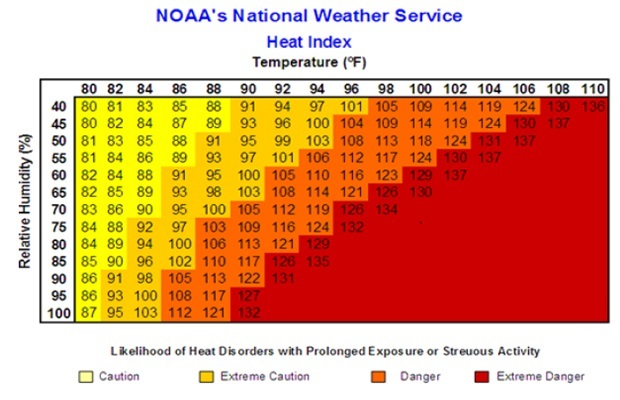 NOAA's National Weather Service
Heat Index
Temperature (ºF)
80 82 84 86 88 90 92 94 96 98 100 102 104 106 108 110
Relative Humidity (%)
40 80 81 83 85 88 91 94 97 101 105 109 114 119 124 130 136
45 80 82 84 87 89 93 96 100 104 109 114 119 124 130 137
50 81 83 85 88 91 95 99 103 108 113 118 124 131 137
55 81 84 86 89 93 97 101 106 112 117 124 130 137
60 82 84 88 91 95 100 105 110 116 123 129 137
65 82 85 89 93 98 103 108 114 121 126 130
70 83 86 90 95 100 105 112 119 126 134
75 84 88 92 97 103 109 116 124 132
80 84 89 94 100 106 113 121 129
85 85 90 96 102 110 117 126 135
90 86 91 98 105 113 122 131
95 86 93 100 108 117 127
100 87 95 103 112 121 132
Likelihood of Heat Disorders with Prolonged Exposure or Streuous Activity
Caution Extreme Caution Danger Extreme Danger